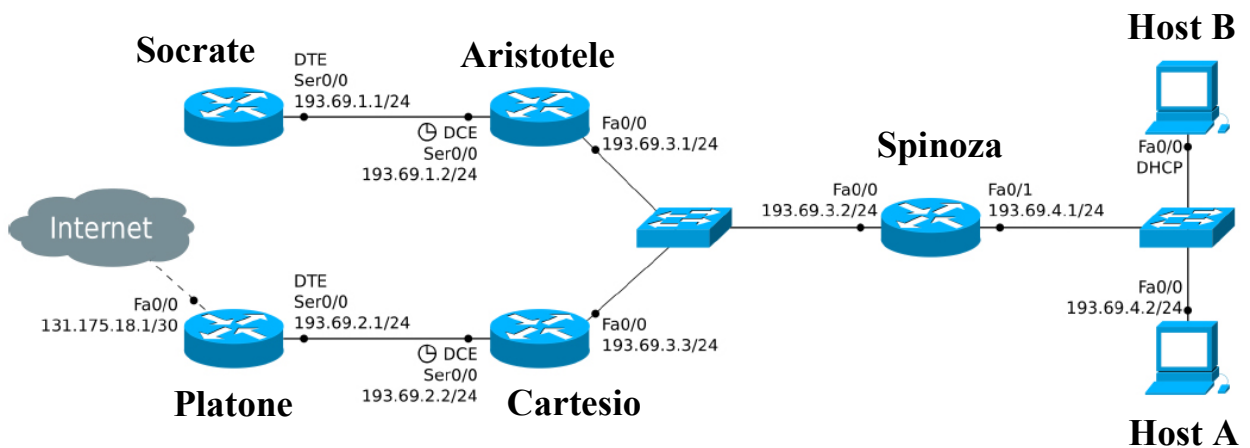 Host B
Socrate
Aristotele
DTE
Ser0/0
193.69.1.1/24
DCE
Ser0/0
193.69.1.2/24
Fa0/0
193.69.3.1/24
Spinoza
Fa0/0
DHCP
Fa0/0
193.69.3.2/24
Fa0/1
193.69.4.1/24
Internet
Fa0/0
131.175.18.1/30
DTE
Ser0/0
193.69.2.1/24
DCE
Ser0/0
193.69.2.2/24
Fa0/0
193.69.3.3/24
Fa0/0
193.69.4.2/24
Platone
Cartesio
Host A